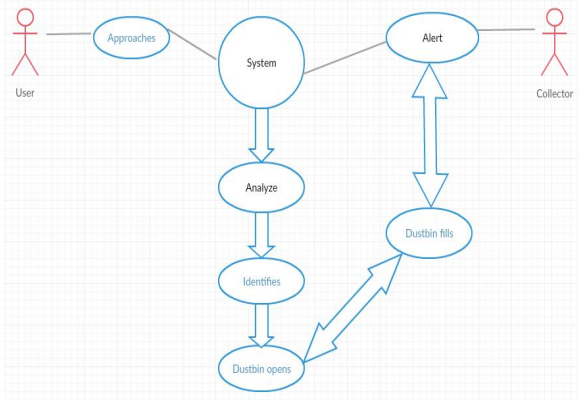 Approaches
System
Alert
User
Collector
Analyze
Dustbin fills
Identifies
Dustbin opens